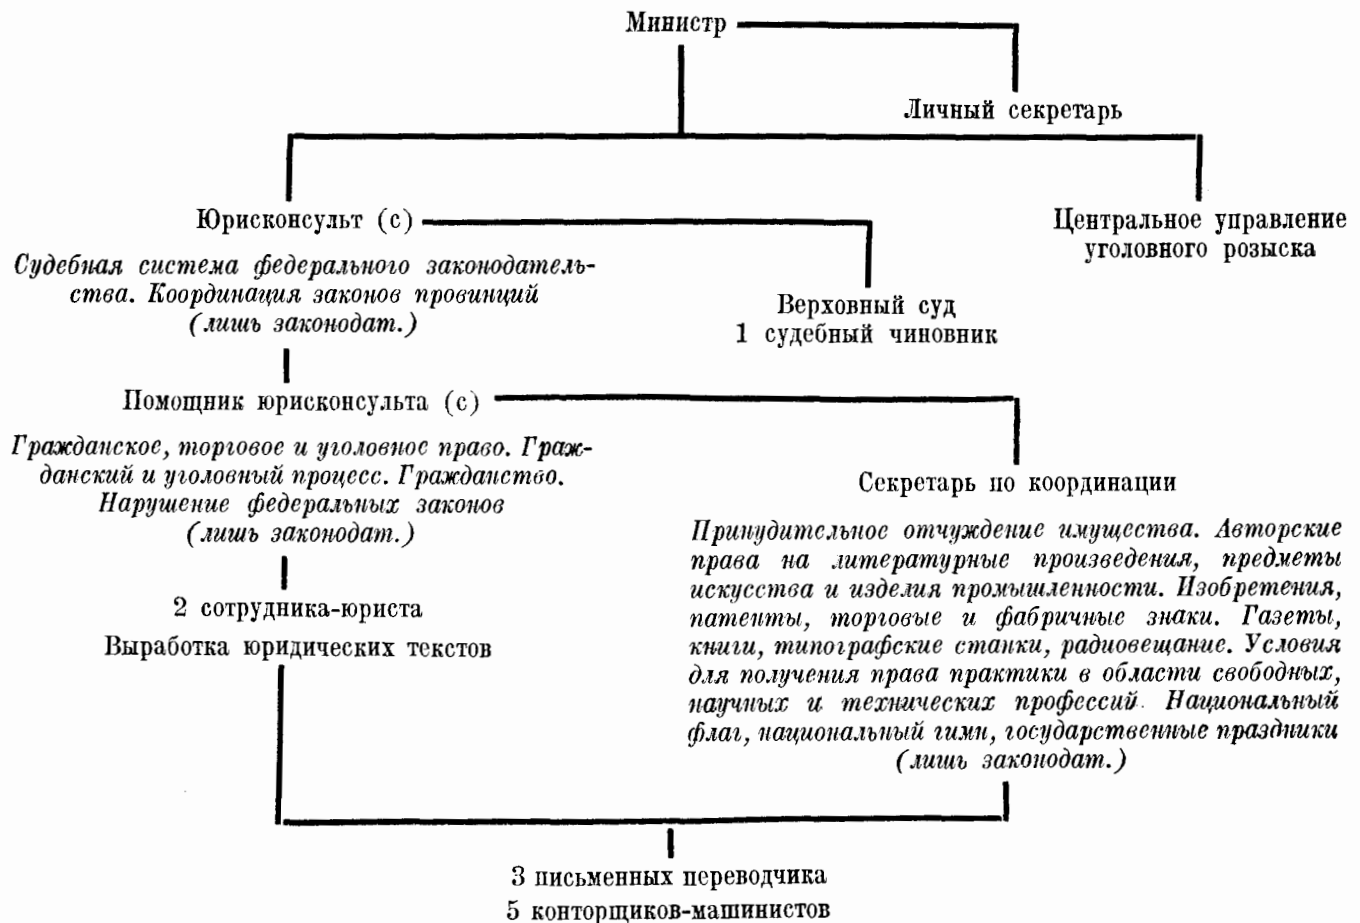 Министр
Личный секретарь
Юрисконсульт (с)
Судебная система федерального законодатель-
ства. Координация законов провинций
(лишь законодат.)
Центральное управление
уголовного розыска
Верховный суд
1 судебный чиновник
Помощник юрисконсульта (с)
Гражданское, торговое и уголовное право. Граж-
данский и уголовный процесс. Гражданство.
Нарушение федеральных законов
(лишь законодат.)
2 сотрудника-юриста
Выработка юридических текстов
Секретарь по координации
Принудительное отчуждение имущества. Авторские
права на литературные произведения, предметы
искусства и изделия промышленности. Изобретения,
патенты, торговые и фабричные знаки. Газеты,
книги, типографские станки, радиовещание. Условия
для получения права практики в области свободных,
научных и технических профессий. Национальный
флаг, национальный гимн, государственные праздники
(лишь законодат.)
3 письменных переводчика
5 конторщиков-машинистов